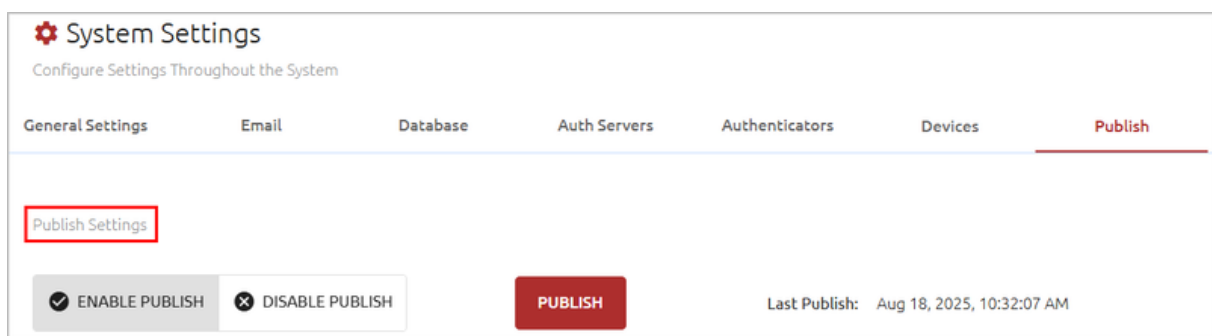 System Settings
Configure Settings Throughout the System
General Settings Email Database Auth Servers Authenticators Devices Publish
Publish Settings
ENABLE PUBLISH DISABLE PUBLISH PUBLISH Last Publish: Aug 18, 2025, 10:32:07 AM